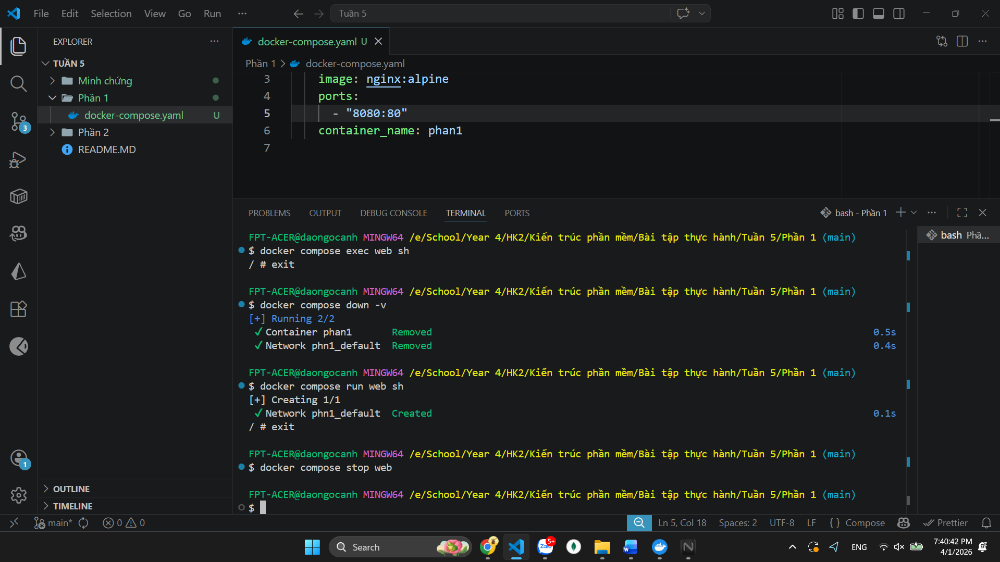 File Edit Selection View Go Run ···
Tuần 5
EXPLORER
TUẦN 5
Minh chứng
Phần 1
docker-compose.yaml U
Phần 2
README.MD
OUTLINE
TIMELINE
3
1
docker-compose.yaml U
Phần 1 > docker-compose.yaml
3 image: nginx:alpine
4 ports:
5 - "8080:80"
6 container_name: phan1
7
PROBLEMS OUTPUT DEBUG CONSOLE TERMINAL PORTS
bash - Phần 1
bash Phầ...
FPT-ACER@daongocanh MINGW64 /e/School/Year 4/HK2/Kiến trúc phần mềm/Bài tập thực hành/Tuần 5/Phần 1 (main)
$ docker compose exec web sh
/ # exit
FPT-ACER@daongocanh MINGW64 /e/School/Year 4/HK2/Kiến trúc phần mềm/Bài tập thực hành/Tuần 5/Phần 1 (main)
$ docker compose down -v
[+] Running 2/2
✔ Container phan1 Removed 0.5s
✔ Network phn1_default Removed 0.4s
FPT-ACER@daongocanh MINGW64 /e/School/Year 4/HK2/Kiến trúc phần mềm/Bài tập thực hành/Tuần 5/Phần 1 (main)
$ docker compose run web sh
[+] Creating 1/1
✔ Network phn1_default Created 0.1s
/ # exit
FPT-ACER@daongocanh MINGW64 /e/School/Year 4/HK2/Kiến trúc phần mềm/Bài tập thực hành/Tuần 5/Phần 1 (main)
$ docker compose stop web
FPT-ACER@daongocanh MINGW64 /e/School/Year 4/HK2/Kiến trúc phần mềm/Bài tập thực hành/Tuần 5/Phần 1 (main)
$
main* 0 0
Ln 5, Col 18 Spaces: 2 UTF-8 LF { } Compose Prettier
Search
Zalo 5+
W
N
ENG
7:40:42 PM
4/1/2026